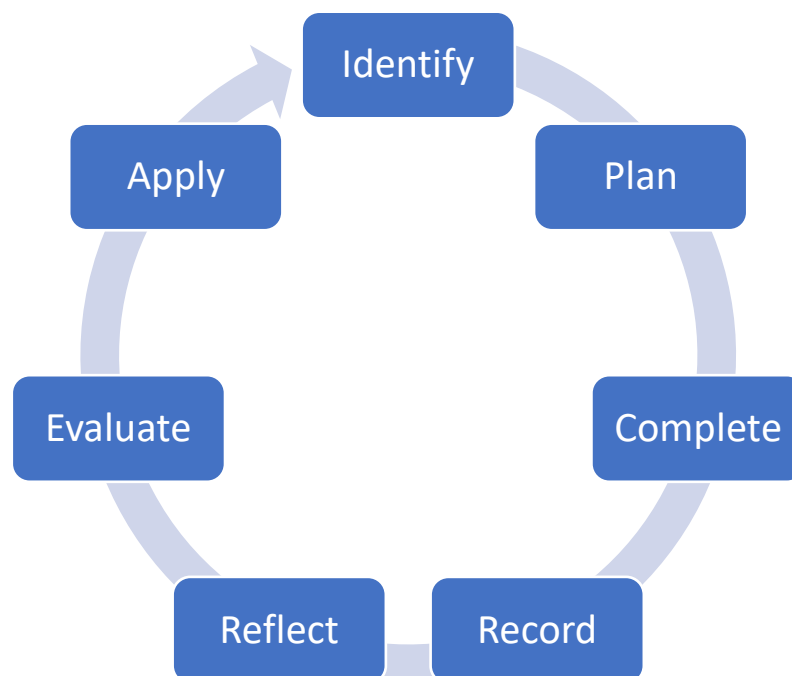 Identify
Plan
Complete
Record
Reflect
Evaluate
Apply